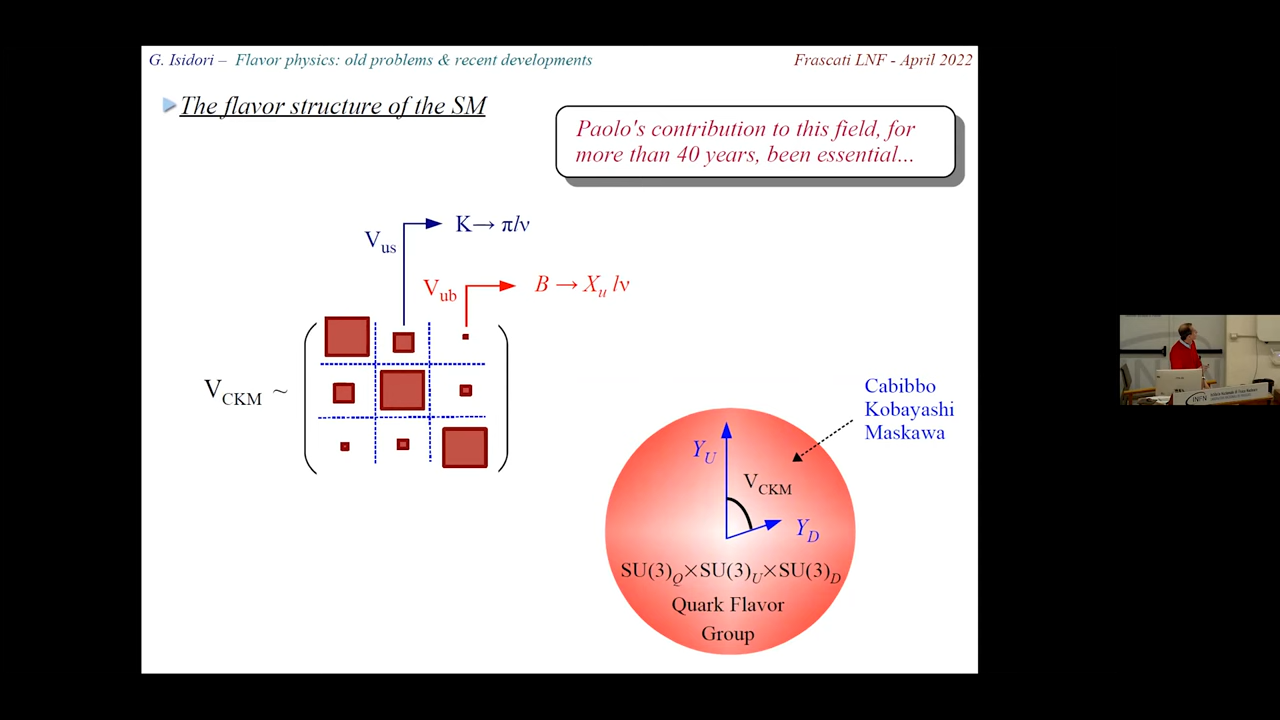 G. Isidori – Flavor physics: old problems & recent developments
Frascati LNF - April 2022
The flavor structure of the SM
Paolo's contribution to this field, for
more than 40 years, been essential...
V_us
K→ πlν
V_ub
B → X_u lν
V_CKM ~
Cabibbo
Kobayashi
Maskawa
Y_U
V_CKM
Y_D
SU(3)_Q×SU(3)_U×SU(3)_D
Quark Flavor
Group
INFN